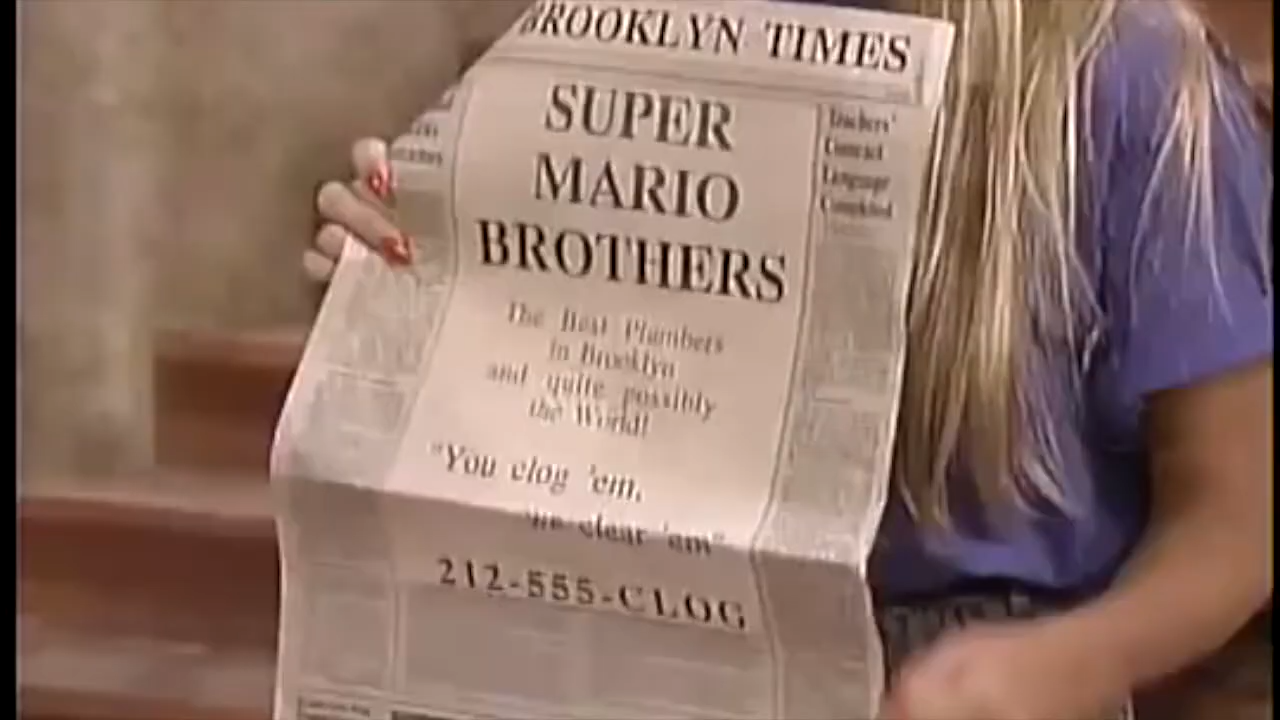 BROOKLYN TIMES
SUPER
MARIO
BROTHERS
The Best Plumbers
in Brooklyn
and quite possibly
the World!
"You clog 'em,
we clear 'em"
212-555-CLOG
Teachers'
Contract
Language
Completed